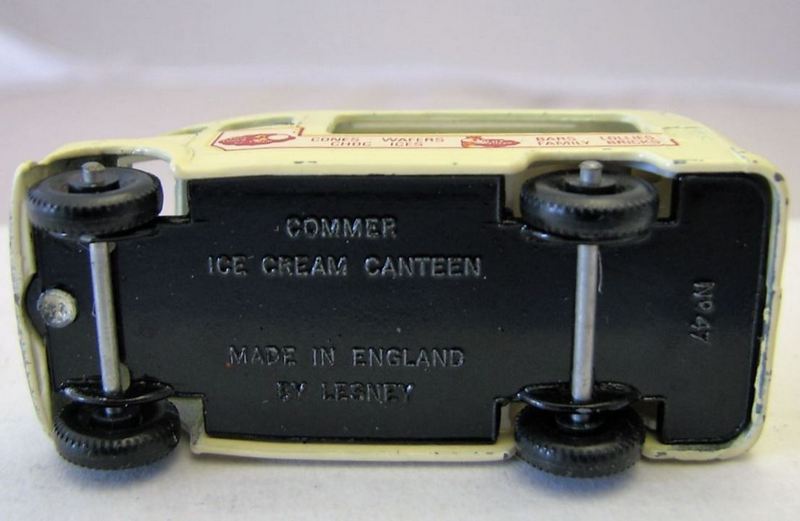 CONES WAFERS
CHOC ICES
BARS LOLLIES
FAMILY BRICKS
COMMER
ICE CREAM CANTEEN
MADE IN ENGLAND
BY LESNEY
Nº 47